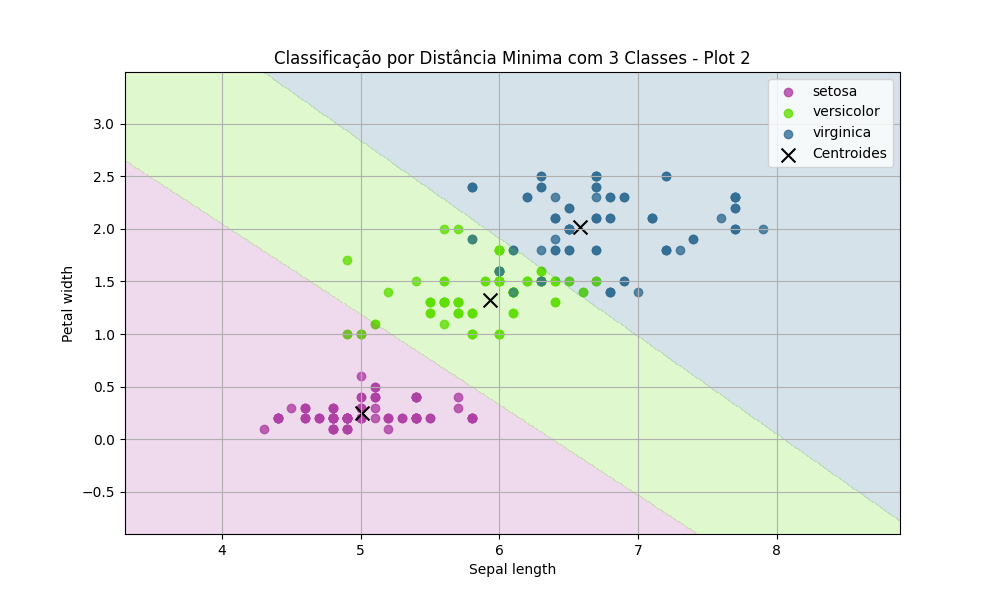 Classificação por Distância Minima com 3 Classes - Plot 2
setosa
versicolor
virginica
Centroides
Petal width
3.0
2.5
2.0
1.5
1.0
0.5
0.0
−0.5
4 5 6 7 8
Sepal length